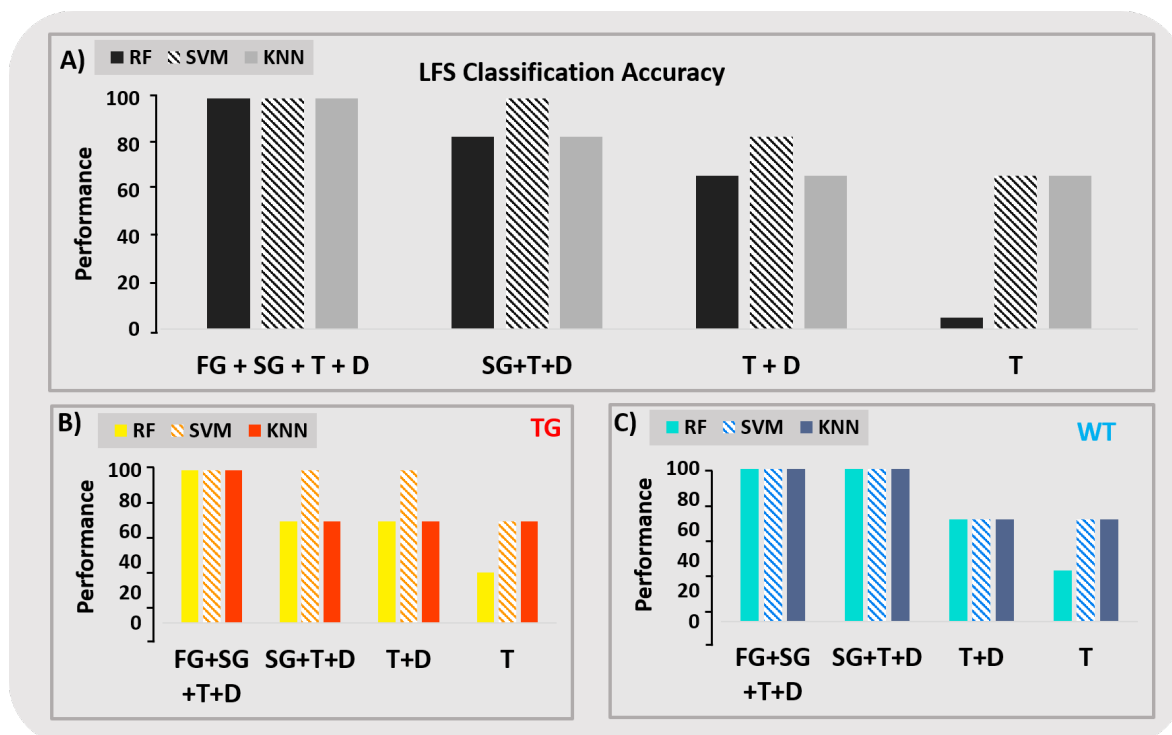 A)
RF SVM KNN
LFS Classification Accuracy
Performance
100
80
60
40
20
0
FG + SG + T + D
SG+T+D
T + D
T
B)
RF SVM KNN
TG
Performance
100
80
60
40
20
0
FG+SG
+T+D
SG+T+D
T+D
T
C)
RF SVM KNN
WT
Performance
100
80
60
40
20
0
FG+SG
+T+D
SG+T+D
T+D
T